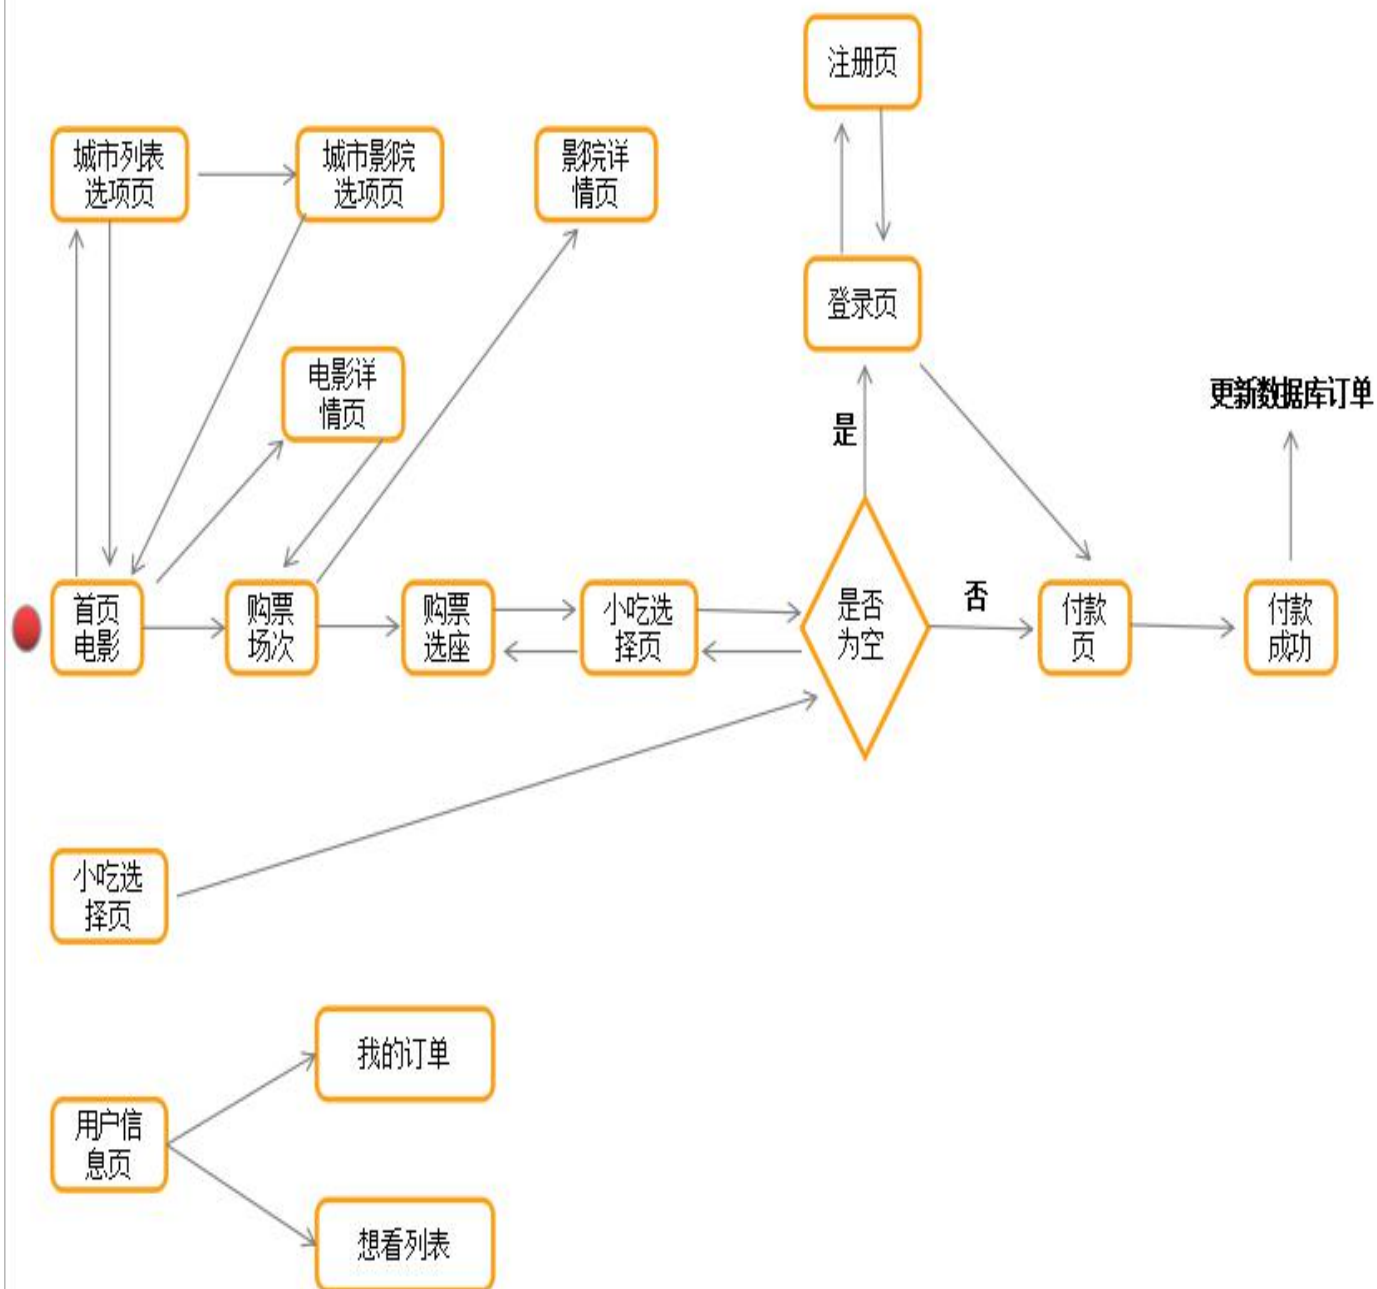 注册页
城市列表
选项页
城市影院
选项页
影院详
情页
登录页
电影详
情页
更新数据库订单
是
首页
电影
购票
场次
购票
选座
小吃选
择页
是否
为空
否
付款
页
付款
成功
小吃选
择页
我的订单
用户信
息页
想看列表